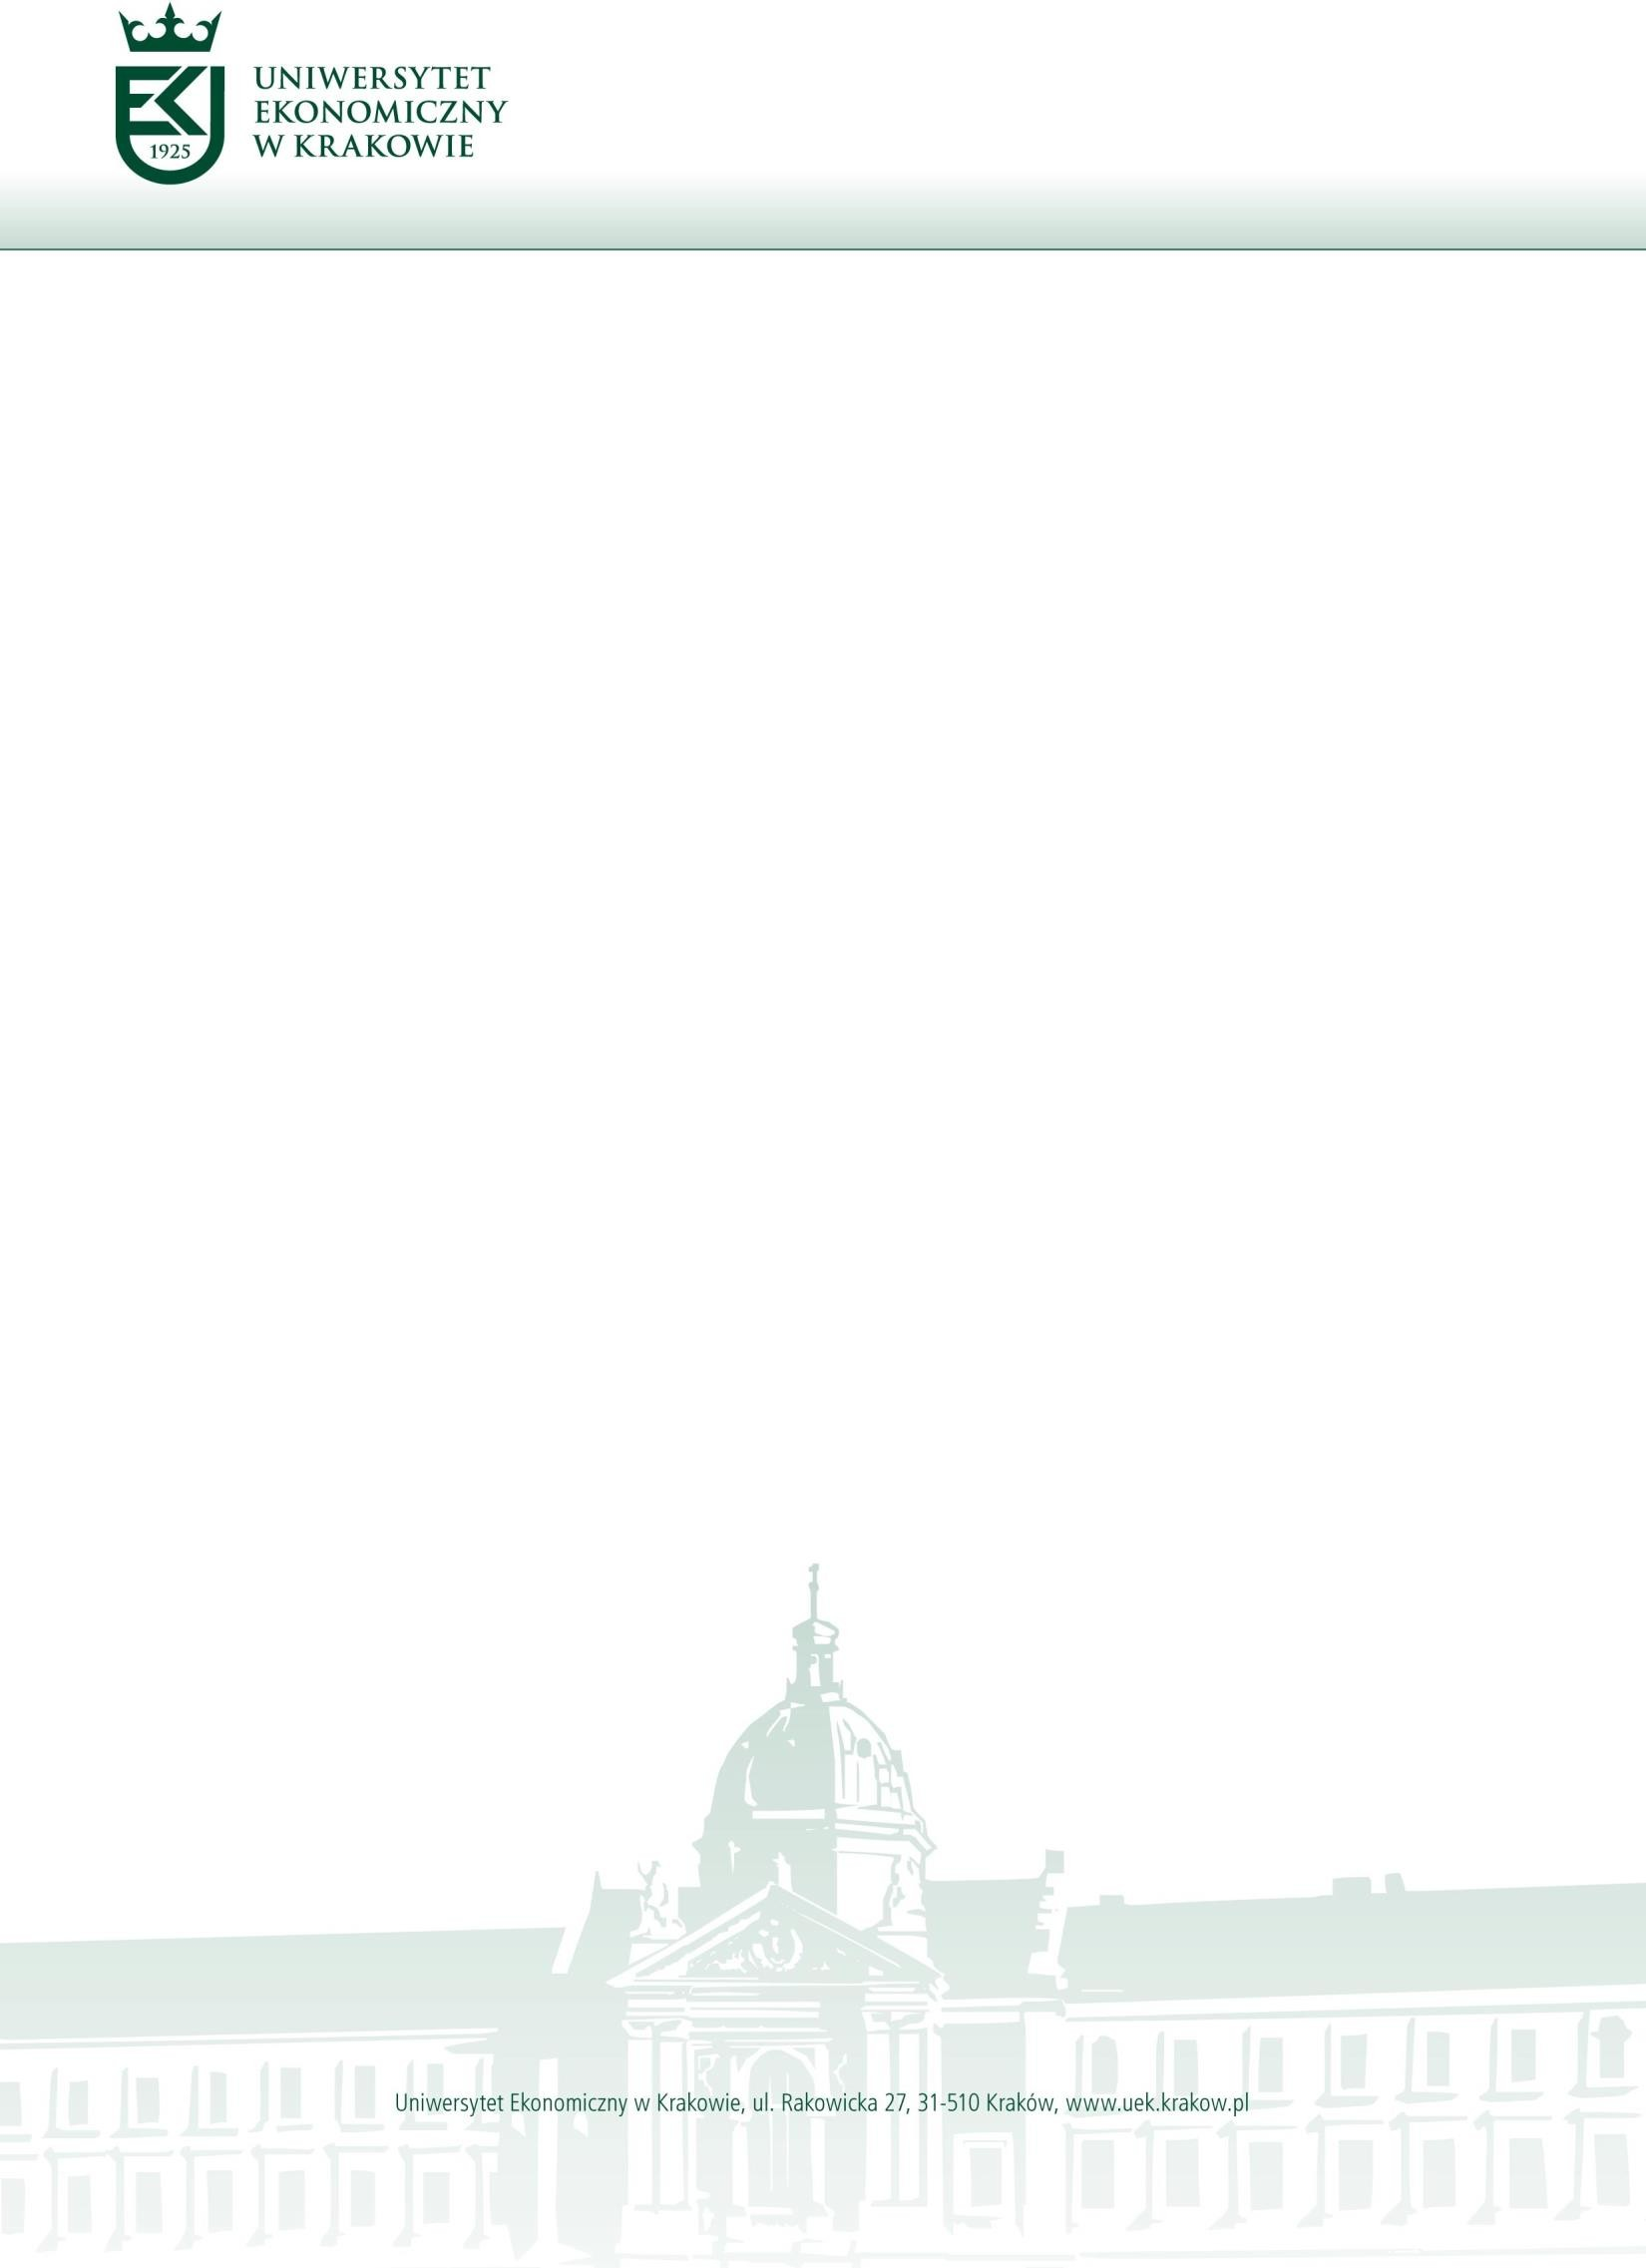 1925
UNIWERSYTET
EKONOMICZNY
W KRAKOWIE
Uniwersytet Ekonomiczny w Krakowie, ul. Rakowicka 27, 31-510 Kraków, www.uek.krakow.pl